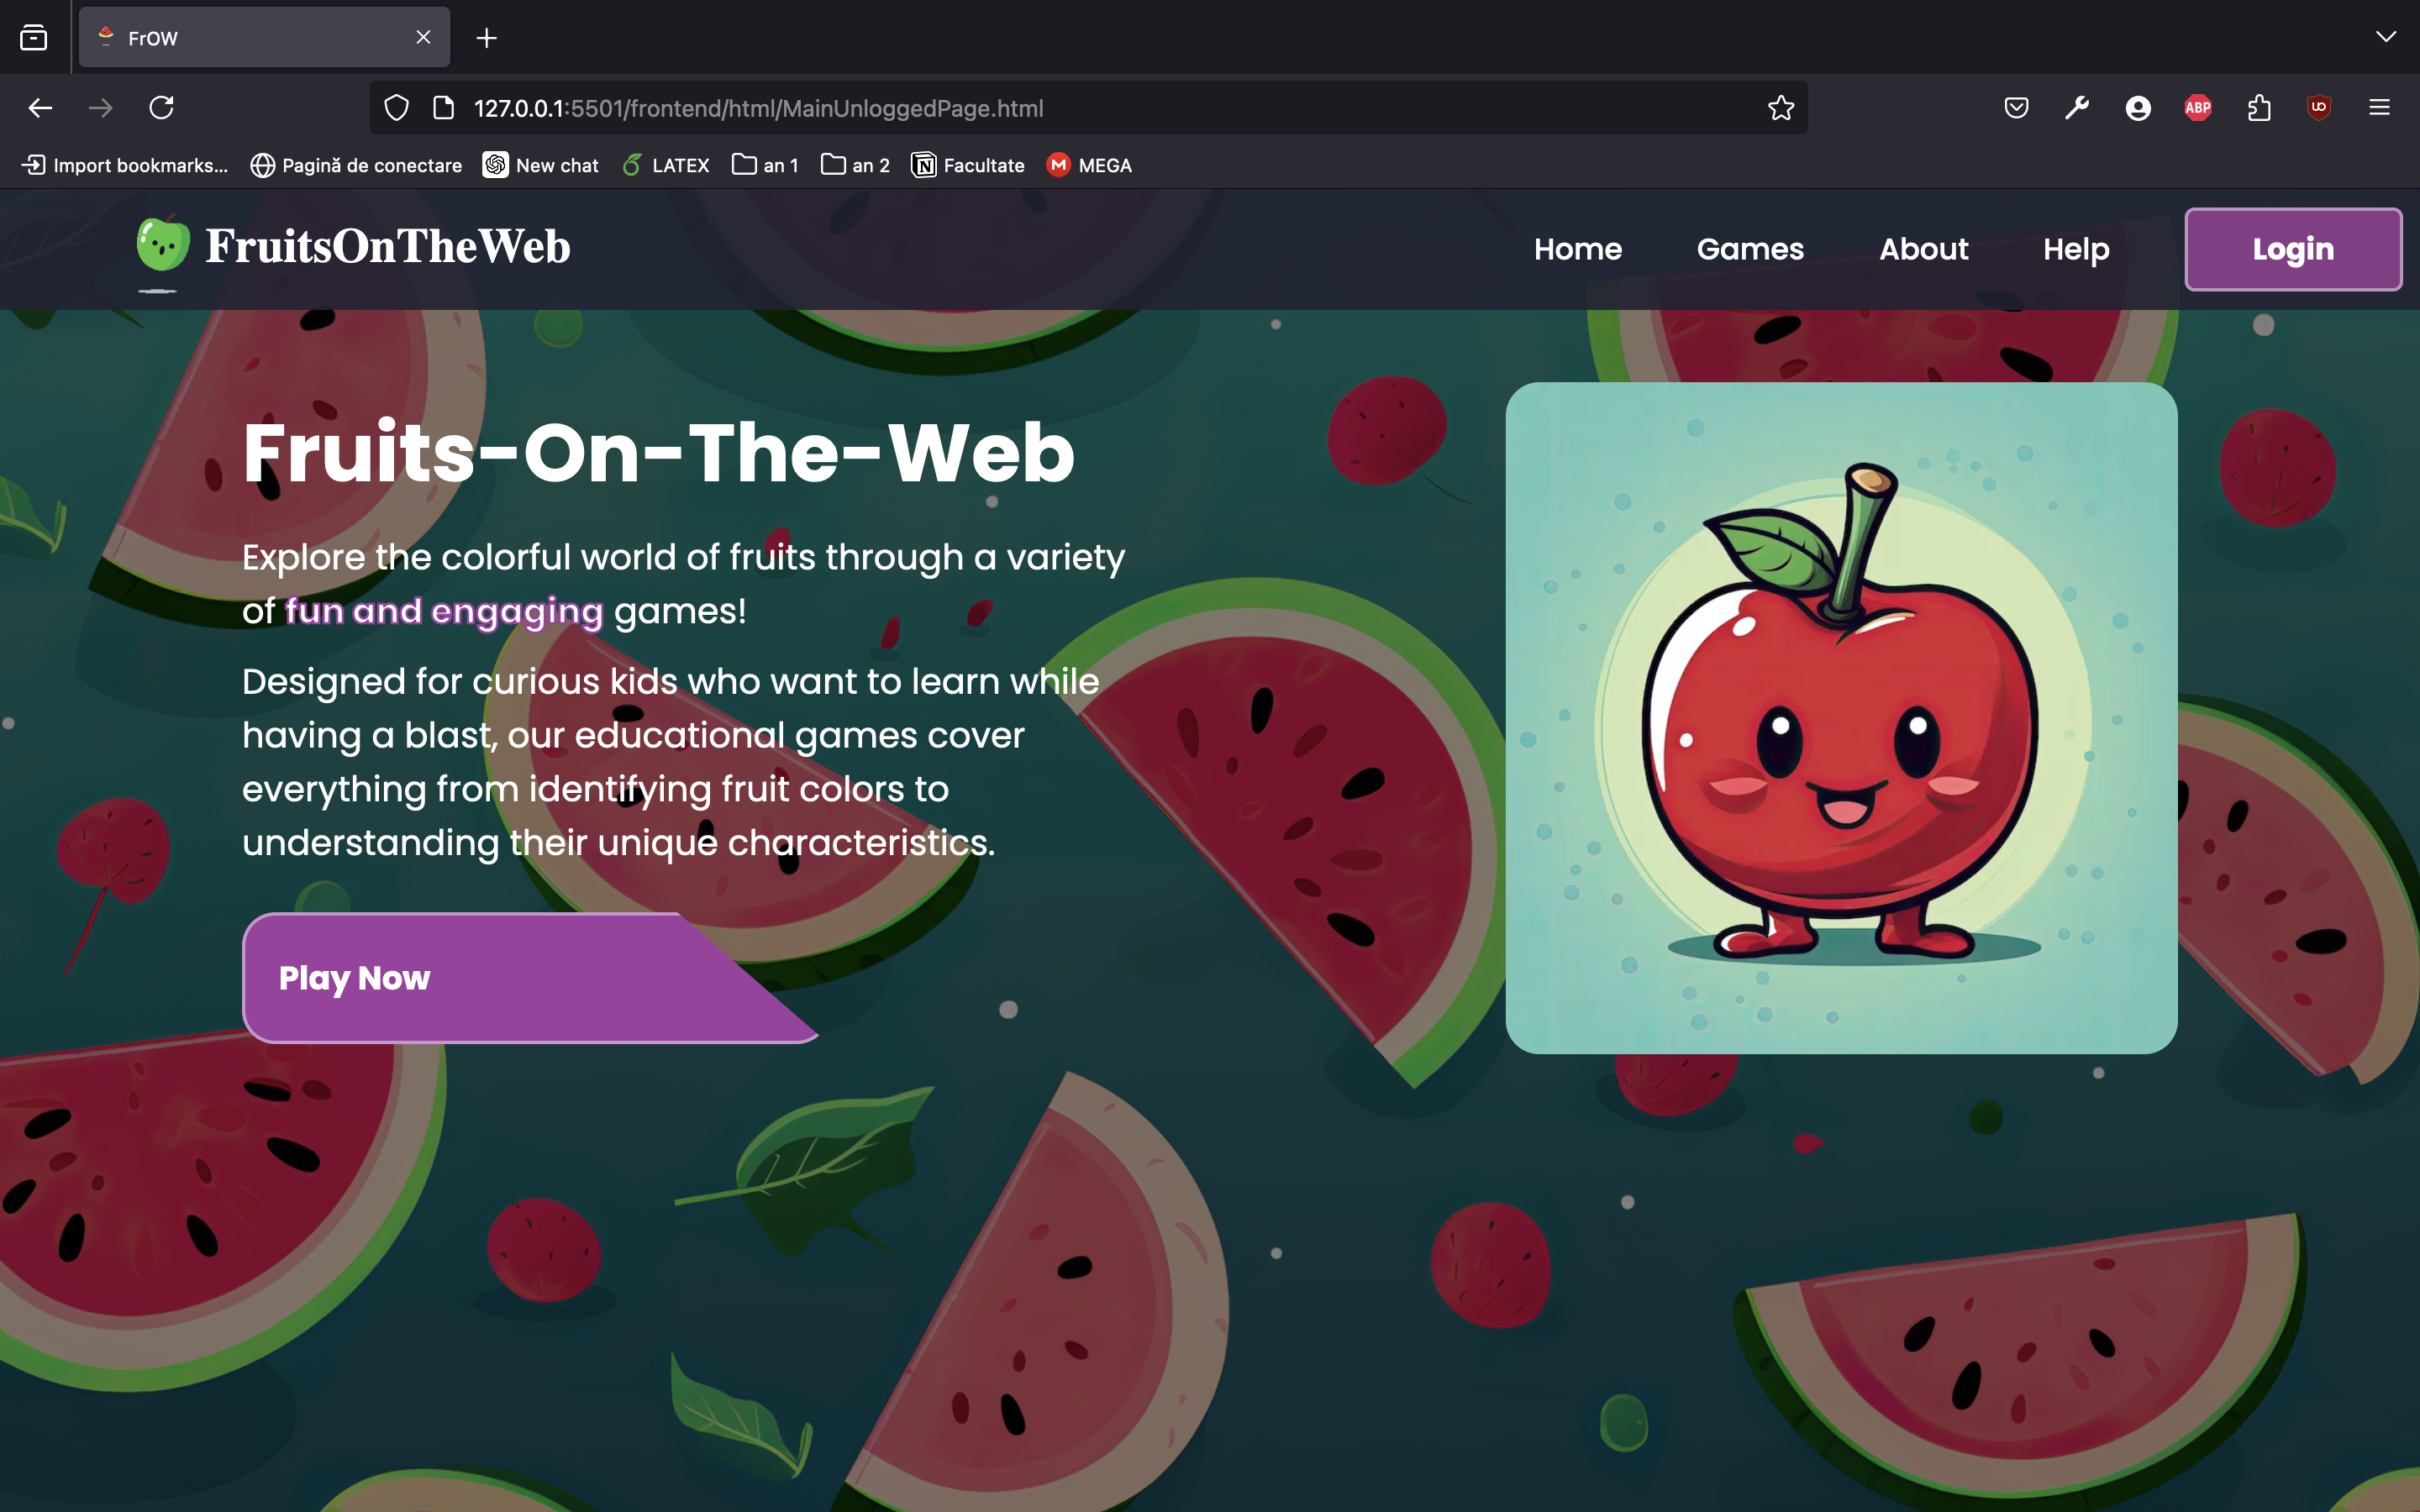 FrOW
127.0.0.1:5501/frontend/html/MainUnloggedPage.html
ABP
Import bookmarks... Pagină de conectare New chat LATEX an 1 an 2 N Facultate M MEGA
FruitsOnTheWeb Home Games About Help Login
Fruits-On-The-Web
Explore the colorful world of fruits through a variety
of fun and engaging games!
Designed for curious kids who want to learn while
having a blast, our educational games cover
everything from identifying fruit colors to
understanding their unique characteristics.
Play Now